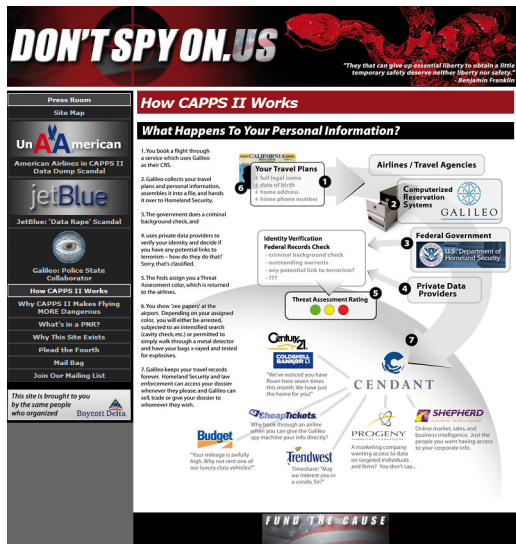 DON'T SPY ON.US
"They that can give up essential liberty to obtain a little
temporary safety deserve neither liberty nor safety."
- Benjamin Franklin
Press Room
Site Map
UnAAmerican
American Airlines in CAPPS II
Data Dump Scandal
jetBlue
JetBlue: 'Data Rape' Scandal
Galileo: Police State
Collaborator
How CAPPS II Works
Why CAPPS II Makes Flying
MORE Dangerous
What's in a PNR?
Why This Site Exists
Plead the Fourth
Mail Bag
Join Our Mailing List
This site is brought to you
by the same people
who organized
Boycott Delta
How CAPPS II Works
What Happens To Your Personal Information?
1. You book a flight through
a service which uses Galileo
as their CRS.
2. Galileo collects your travel
plans and personal information,
assembles it into a file, and hands
it over to Homeland Security.
3. The government does a criminal
background check, and
4. uses private data providers to
verify your identity and decide if
you have any potential links to
terrorism – how do they do that?
Sorry, that's classified.
5. The Feds assign you a Threat
Assessment color, which is returned
to the airlines.
6. You show 'zee papers' at the
airport. Depending on your assigned
color, you will either be arrested,
subjected to an intensified search
(cavity check, etc.) or permitted to
simply walk through a metal detector
and have your bags x-rayed and tested
for explosives.
7. Galileo keeps your travel records
forever. Homeland Security and law
enforcement can access your dossier
whenever they please; and Galileo can
sell, trade or give your dossier to
whomever they wish.
CALIFORNIA
Your Travel Plans
+ full legal name
+ date of birth
+ home address
+ home phone number
6
1
Airlines / Travel Agencies
2
Computerized
Reservation
Systems
GALILEO
3
Federal Government
U.S. Department of
Homeland Security
Identity Verification
Federal Records Check
- criminal background check
- outstanding warrants
- any potential link to terrorism?
- ???
4
Private Data
Providers
Threat Assessment Rating
5
7
Century 21
COLDWELL
BANKER
"We've noticed you have
flown here seven times
this month. We have just
the home for you!"
CENDANT
CheapTickets.
Why book through an airline
when you can give the Galileo
spy machine your info directly?
Budget
"Your mileage is awfully
high. Why not rent one of
our luxury class vehicles?"
Trendwest
Timeshare! "May
we interest you in
a condo, Sir?"
PROGENY
A marketing company
wanting access to data
on targeted individuals
and firms? You don't say...
SHEPHERD
BUSINESS INTELLIGENCE
Online market, sales, and
business intelligence. Just the
people you want having access
to your corporate info.
FUND THE CAUSE